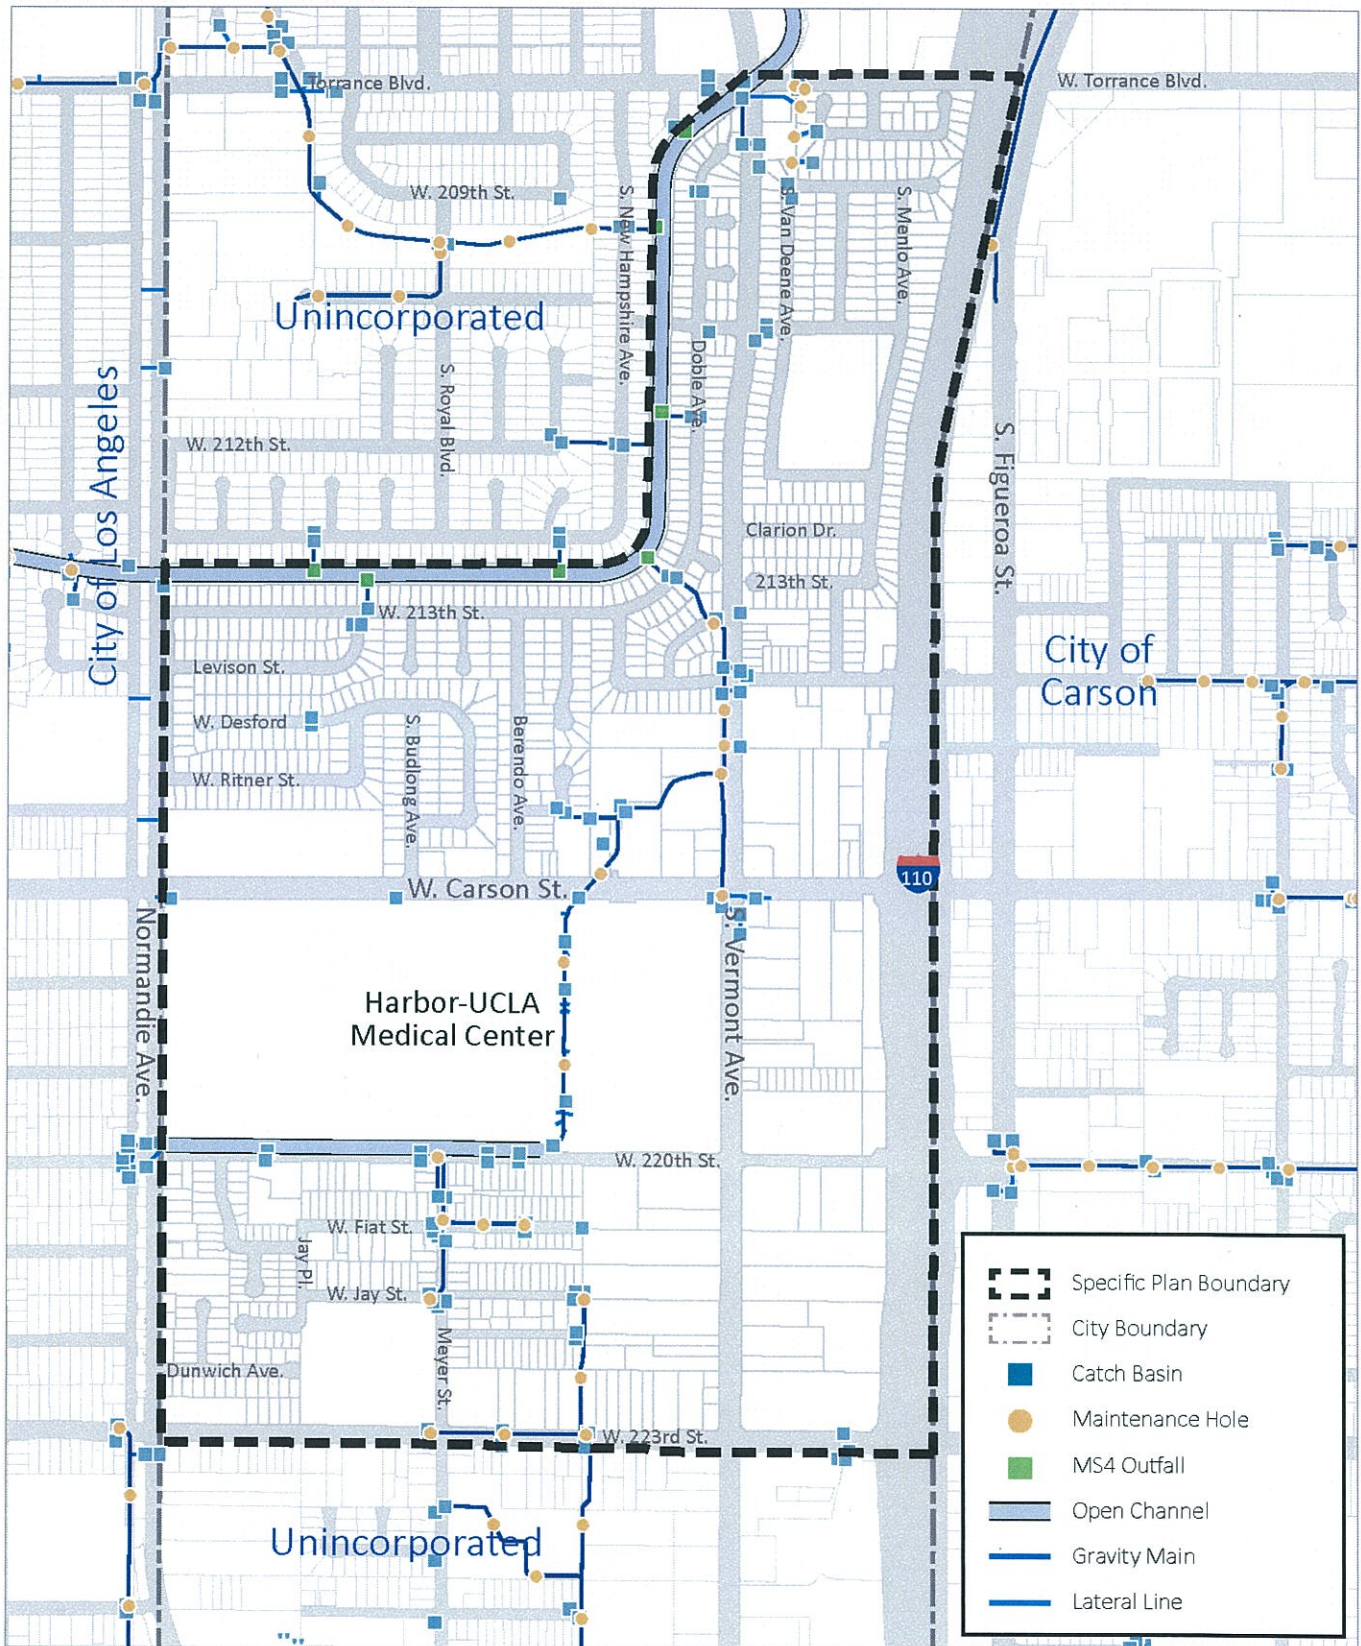 Torrance Blvd.
W. Torrance Blvd.
W. 209th St.
S. New Hampshire Ave.
S. Van Deene Ave.
S. Menlo Ave.
Unincorporated
S. Royal Blvd.
Doble Ave.
City of Los Angeles
W. 212th St.
S. Figueroa St.
Clarion Dr.
213th St.
W. 213th St.
Levison St.
City of
Carson
W. Desford
S. Budlong Ave.
Berendo Ave.
W. Ritner St.
110
W. Carson St.
Normandie Ave.
S. Vermont Ave.
Harbor-UCLA
Medical Center
W. 220th St.
W. Fiat St.
Jay Pl.
W. Jay St.
Meyer St.
Dunwich Ave.
W. 223rd St.
Unincorporated
Specific Plan Boundary
City Boundary
Catch Basin
Maintenance Hole
MS4 Outfall
Open Channel
Gravity Main
Lateral Line